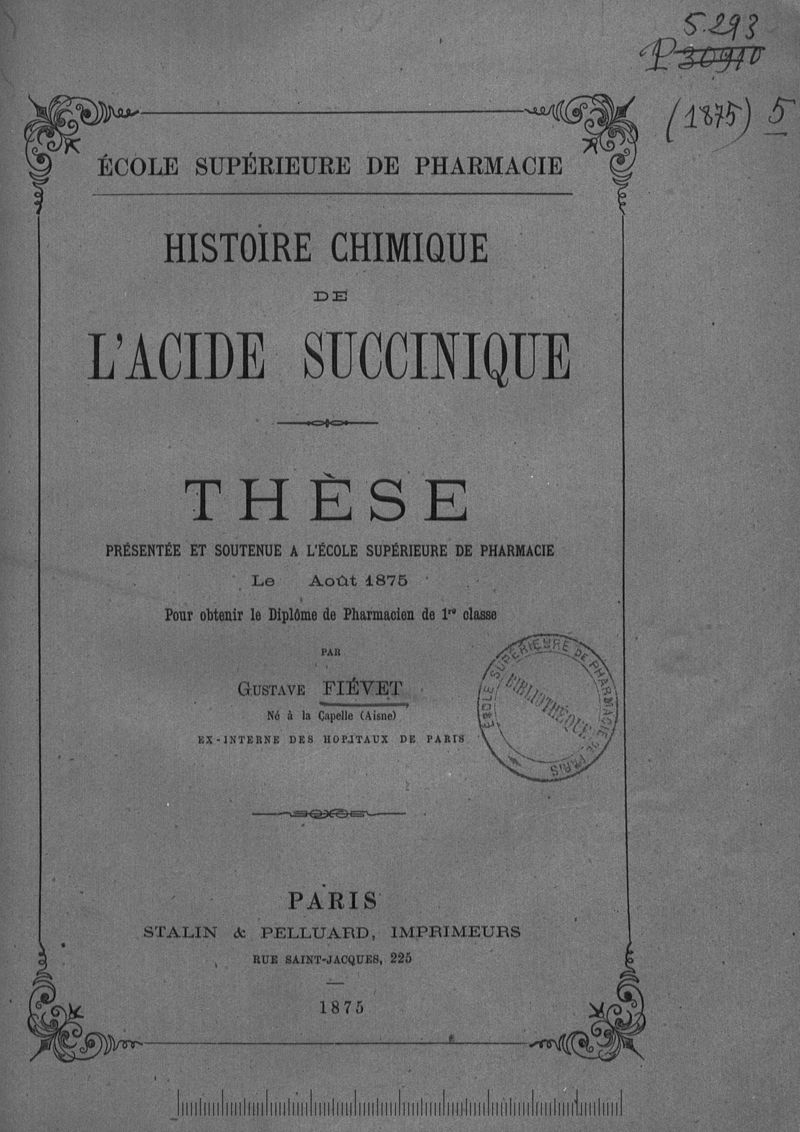 5.293
P 30910
(1875) 5
ÉCOLE SUPÉRIEURE DE PHARMACIE
HISTOIRE CHIMIQUE
DE
L'ACIDE SUCCINIQUE
THÈSE
PRÉSENTÉE ET SOUTENUE A L'ÉCOLE SUPÉRIEURE DE PHARMACIE
Le Août 1875
Pour obtenir le Diplôme de Pharmacien de 1re classe
PAR
GUSTAVE FIÉVET
Né à la Capelle (Aisne)
EX-INTERNE DES HOPITAUX DE PARIS
ÉCOLE SUPÉRIEURE DE PHARMACIE DE PARIS
BIBLIOTHÈQUE
PARIS
STALIN & PELLUARD, IMPRIMEURS
RUE SAINT-JACQUES, 225
1875